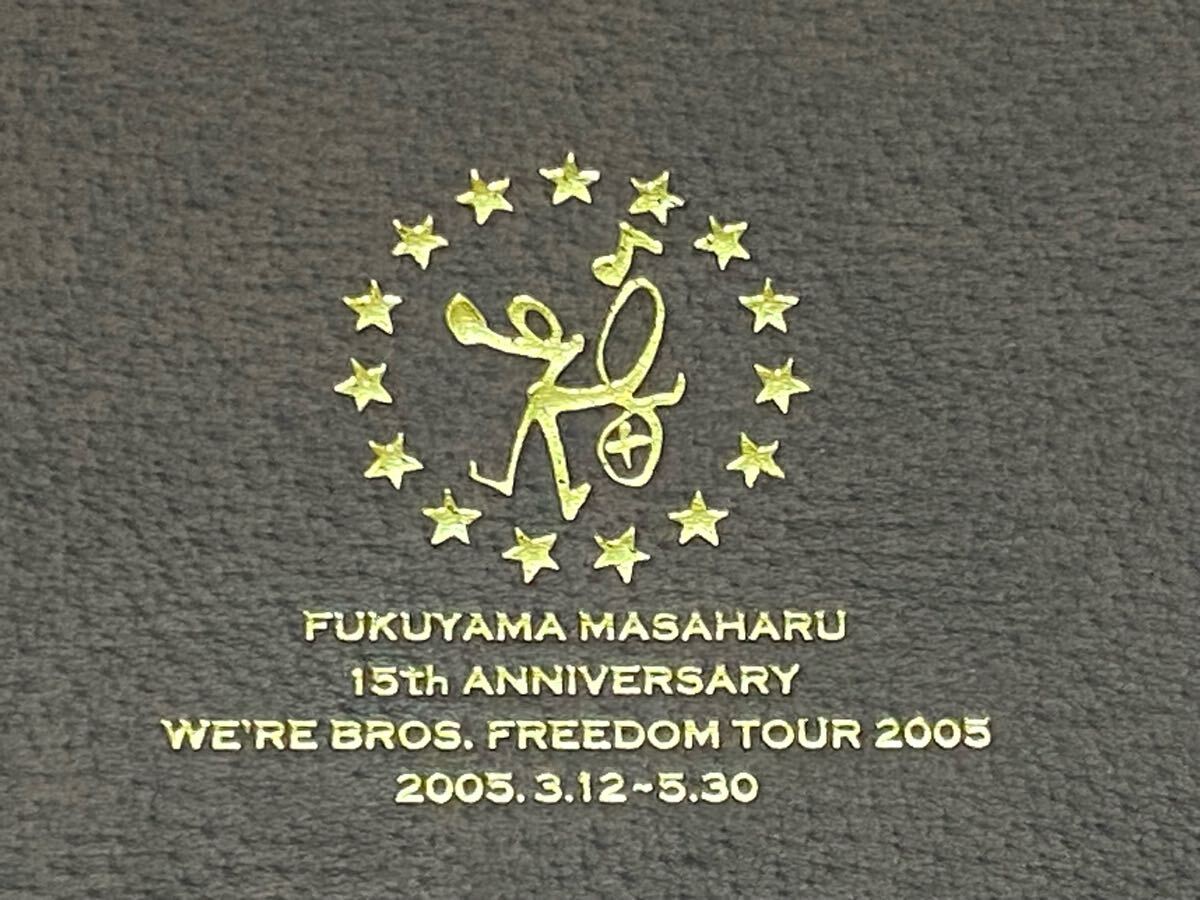 FUKUYAMA MASAHARU
15th ANNIVERSARY
WE'RE BROS. FREEDOM TOUR 2005
2005.3.12~5.30